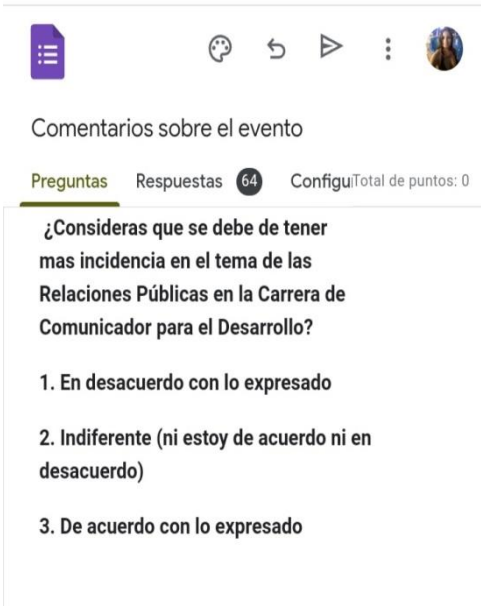 Comentarios sobre el evento
Preguntas Respuestas 64 Configu Total de puntos: 0
¿Consideras que se debe de tener
mas incidencia en el tema de las
Relaciones Públicas en la Carrera de
Comunicador para el Desarrollo?
1. En desacuerdo con lo expresado
2. Indiferente (ni estoy de acuerdo ni en
desacuerdo)
3. De acuerdo con lo expresado